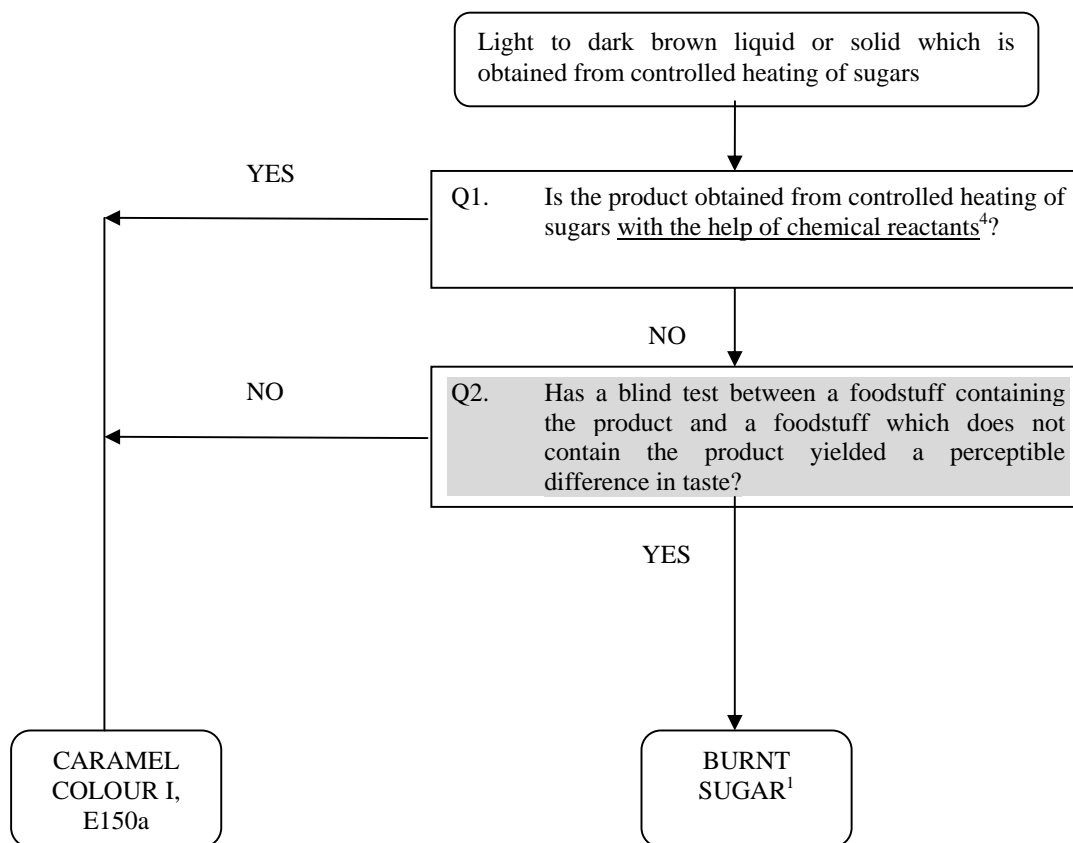 Light to dark brown liquid or solid which is
obtained from controlled heating of sugars
YES
Q1. Is the product obtained from controlled heating of
sugars with the help of chemical reactants4?
NO
NO
Q2. Has a blind test between a foodstuff containing
the product and a foodstuff which does not
contain the product yielded a perceptible
difference in taste?
YES
CARAMEL
COLOUR I,
E150a
BURNT
SUGAR1